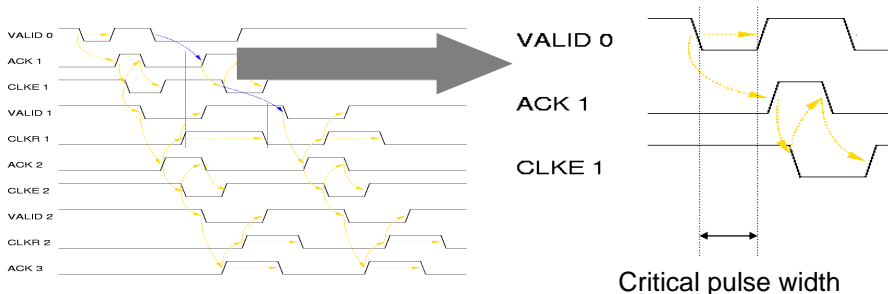 VALID 0
ACK 1
CLKE 1
VALID 1
CLKR 1
ACK 2
CLKE 2
VALID 2
CLKR 2
ACK 3
VALID 0
ACK 1
CLKE 1
Critical pulse width